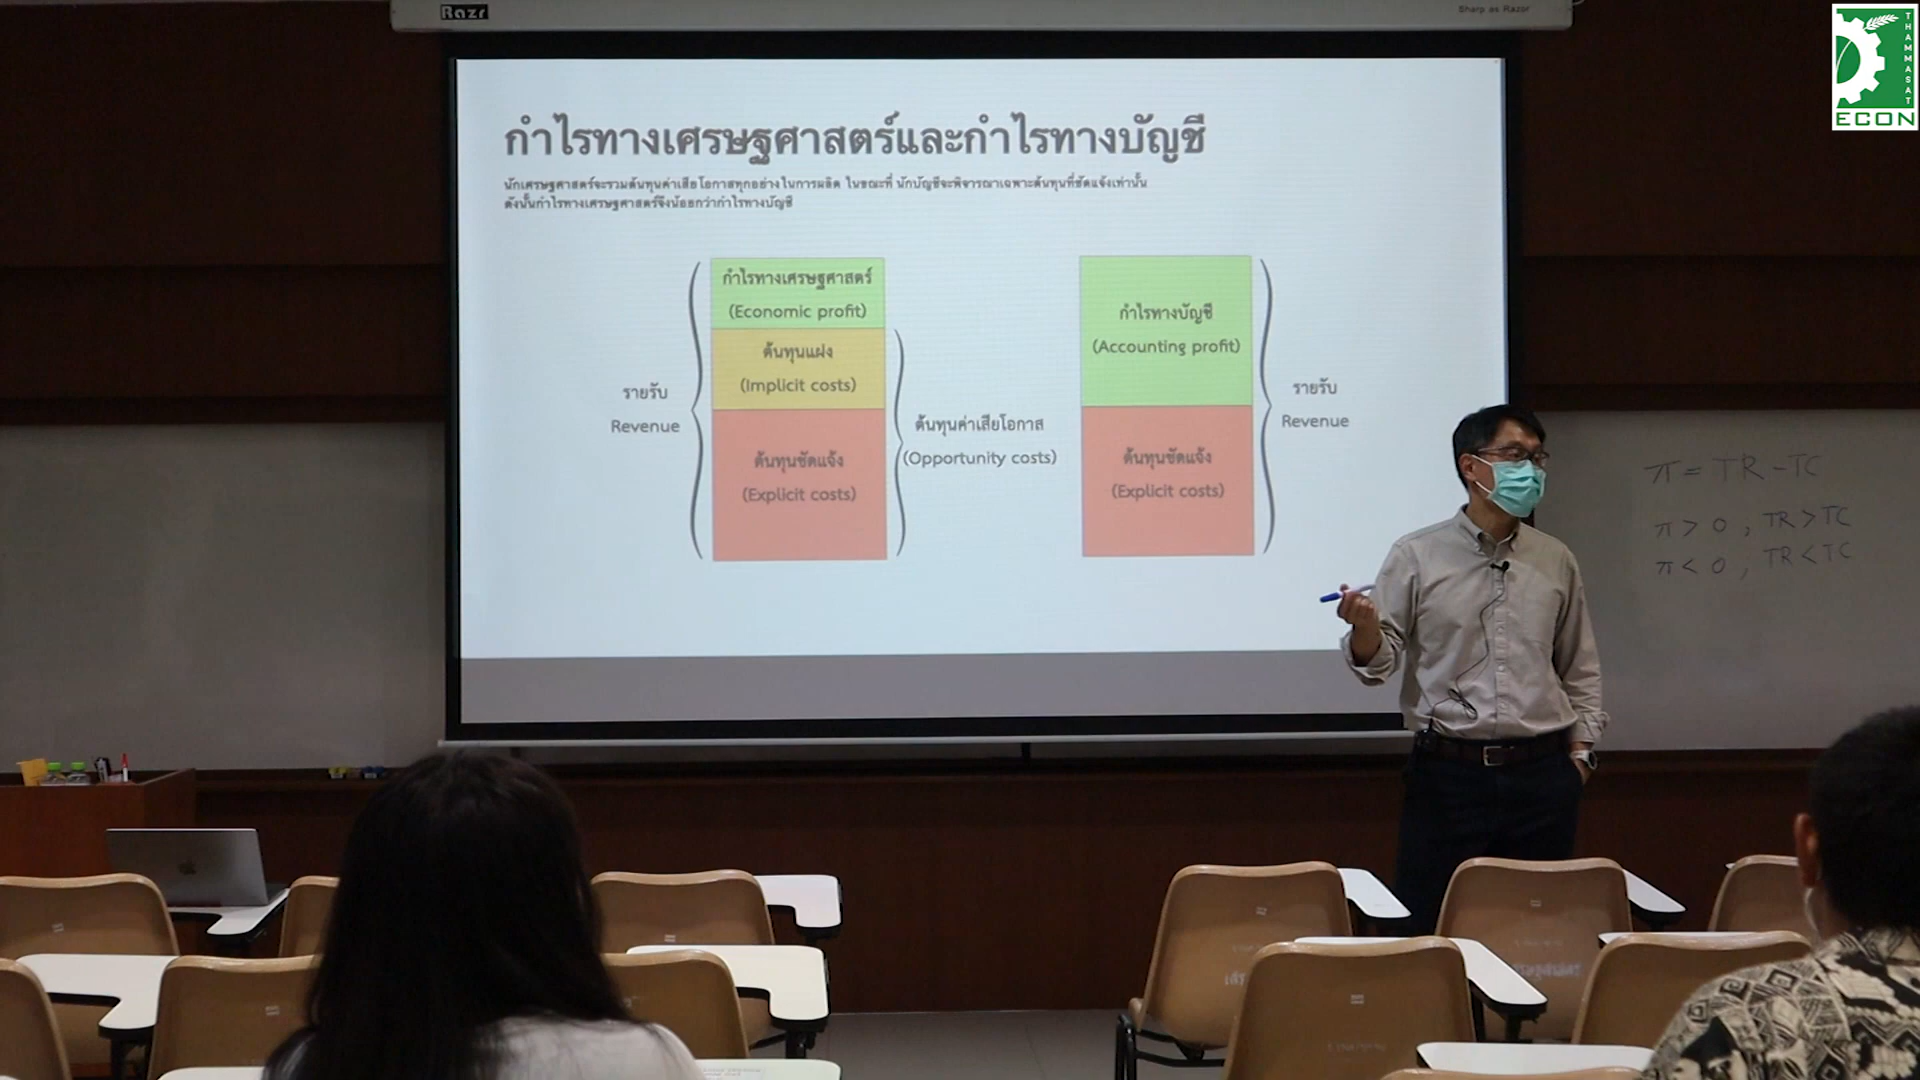 Razr
Sharp as Razor
THAMMASAT
ECON
กำไรทางเศรษฐศาสตร์และกำไรทางบัญชี
นักเศรษฐศาสตร์จะรวมต้นทุนค่าเสียโอกาสทุกอย่างในการผลิต ในขณะที่ นักบัญชีจะพิจารณาเฉพาะต้นทุนที่ชัดแจ้งเท่านั้น
ดังนั้นกำไรทางเศรษฐศาสตร์จึงน้อยกว่ากำไรทางบัญชี
รายรับ
Revenue
กำไรทางเศรษฐศาสตร์
(Economic profit)
ต้นทุนแฝง
(Implicit costs)
ต้นทุนชัดแจ้ง
(Explicit costs)
ต้นทุนค่าเสียโอกาส
(Opportunity costs)
กำไรทางบัญชี
(Accounting profit)
ต้นทุนชัดแจ้ง
(Explicit costs)
รายรับ
Revenue
π = TR - TC
π > 0 , TR > TC
π < 0 , TR < TC